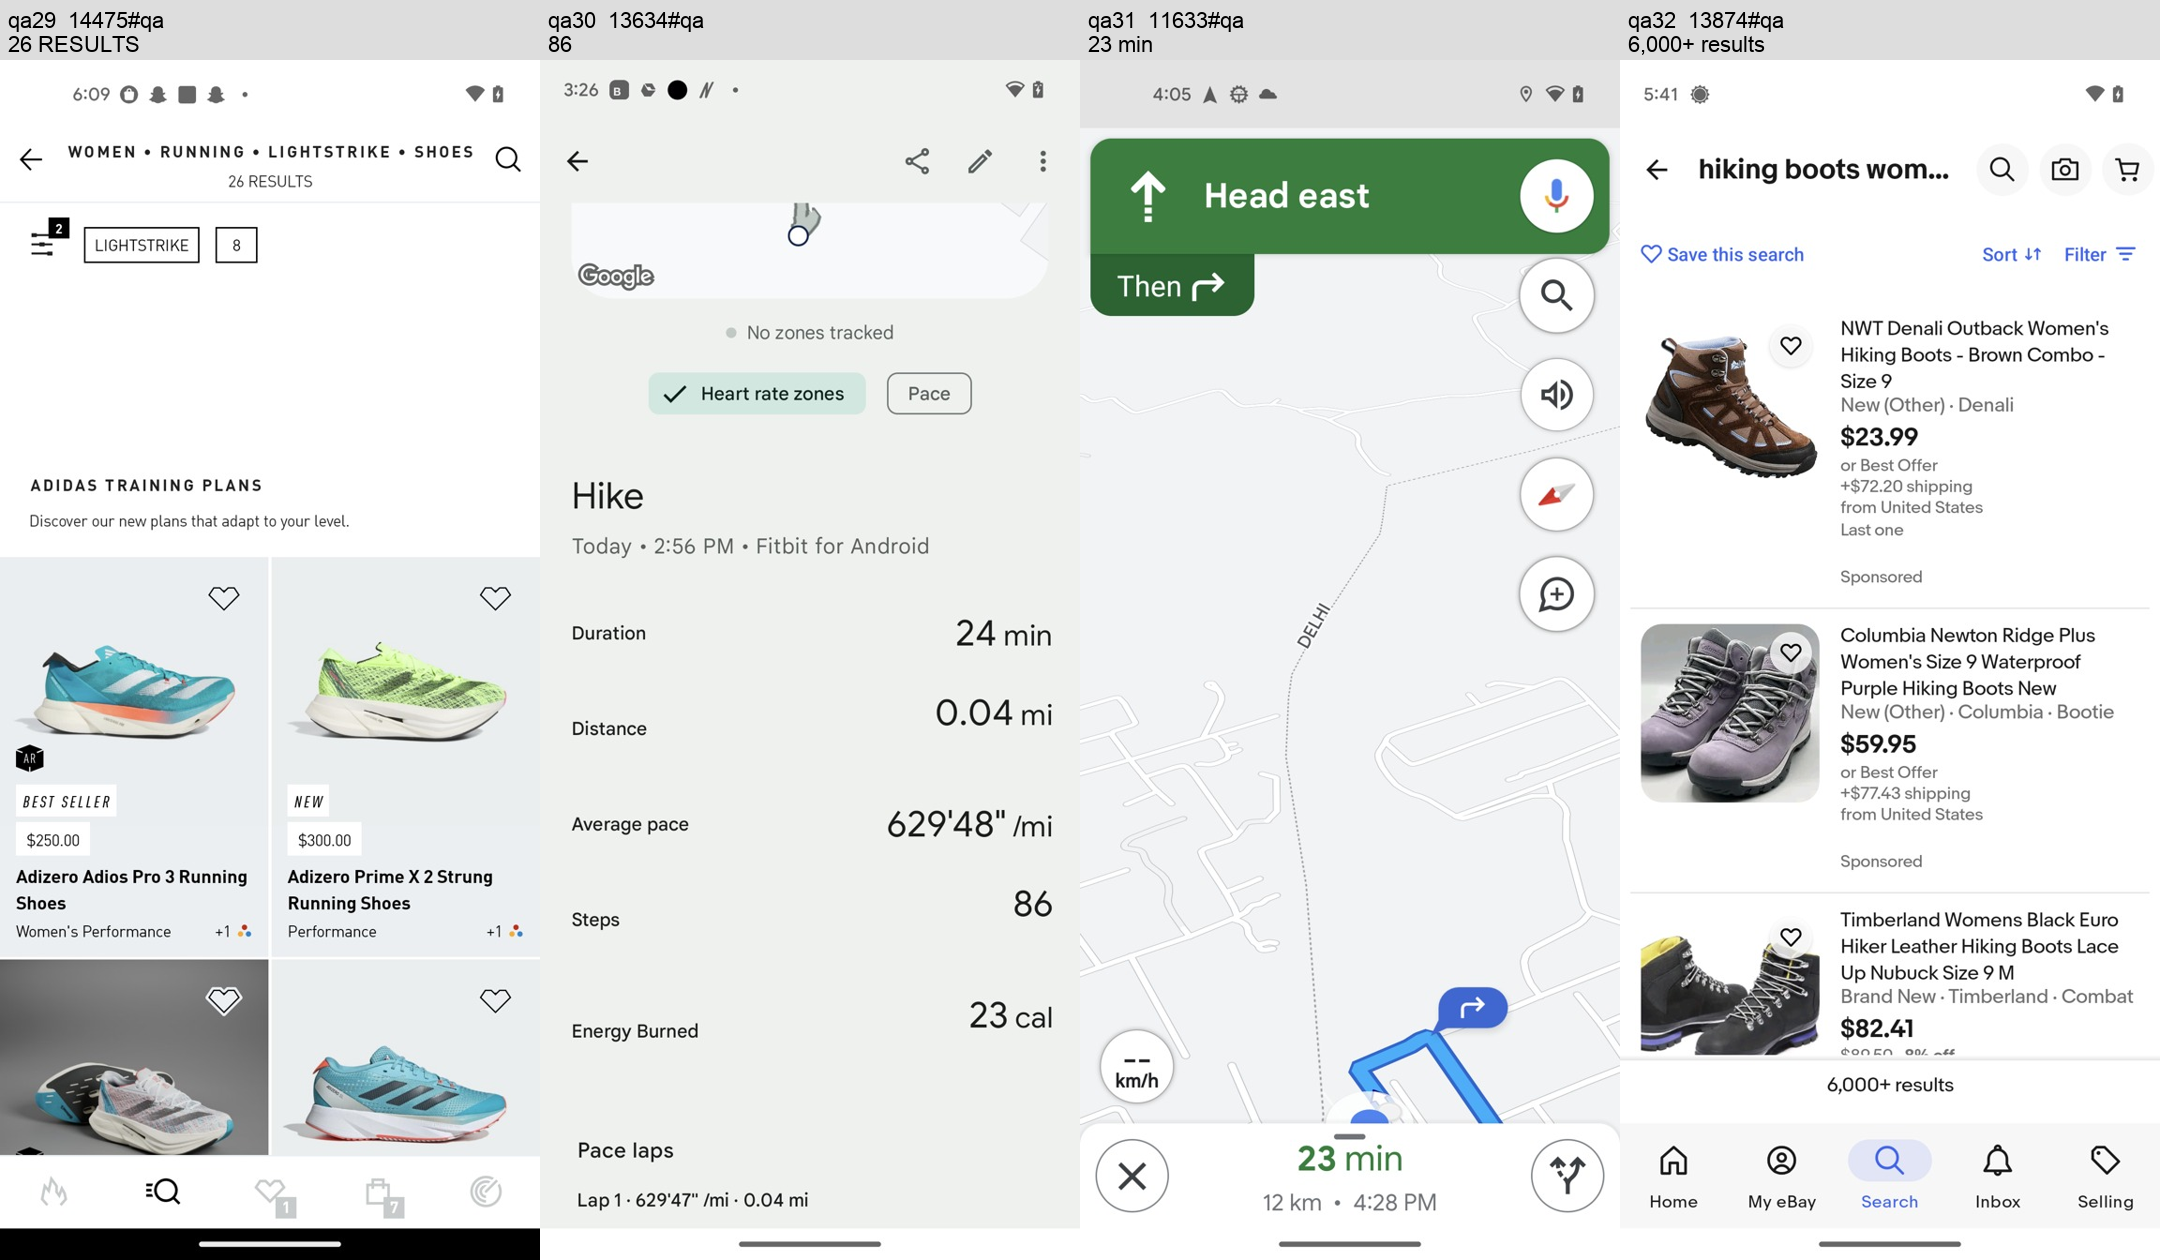 qa29 14475#qa
26 RESULTS
6:09
WOMEN • RUNNING • LIGHTSTRIKE • SHOES
26 RESULTS
2
LIGHTSTRIKE
8
ADIDAS TRAINING PLANS
Discover our new plans that adapt to your level.
AR
BEST SELLER
$250.00
Adizero Adios Pro 3 Running
Shoes
Women's Performance
+1
NEW
$300.00
Adizero Prime X 2 Strung
Running Shoes
Performance
+1
1
7
qa30 13634#qa
86
3:26
B
Google
No zones tracked
Heart rate zones
Pace
Hike
Today • 2:56 PM • Fitbit for Android
Duration
24 min
Distance
0.04 mi
Average pace
629'48" /mi
Steps
86
Energy Burned
23 cal
Pace laps
Lap 1 · 629'47" /mi · 0.04 mi
qa31 11633#qa
23 min
4:05
Head east
Then
DELHI
--
km/h
23 min
12 km • 4:28 PM
qa32 13874#qa
6,000+ results
5:41
hiking boots wom...
Save this search
Sort
Filter
NWT Denali Outback Women's
Hiking Boots - Brown Combo -
Size 9
New (Other) · Denali
$23.99
or Best Offer
+$72.20 shipping
from United States
Last one
Sponsored
Columbia Newton Ridge Plus
Women's Size 9 Waterproof
Purple Hiking Boots New
New (Other) · Columbia · Bootie
$59.95
or Best Offer
+$77.43 shipping
from United States
Sponsored
Timberland Womens Black Euro
Hiker Leather Hiking Boots Lace
Up Nubuck Size 9 M
Brand New · Timberland · Combat
$82.41
6,000+ results
Home
My eBay
Search
Inbox
Selling